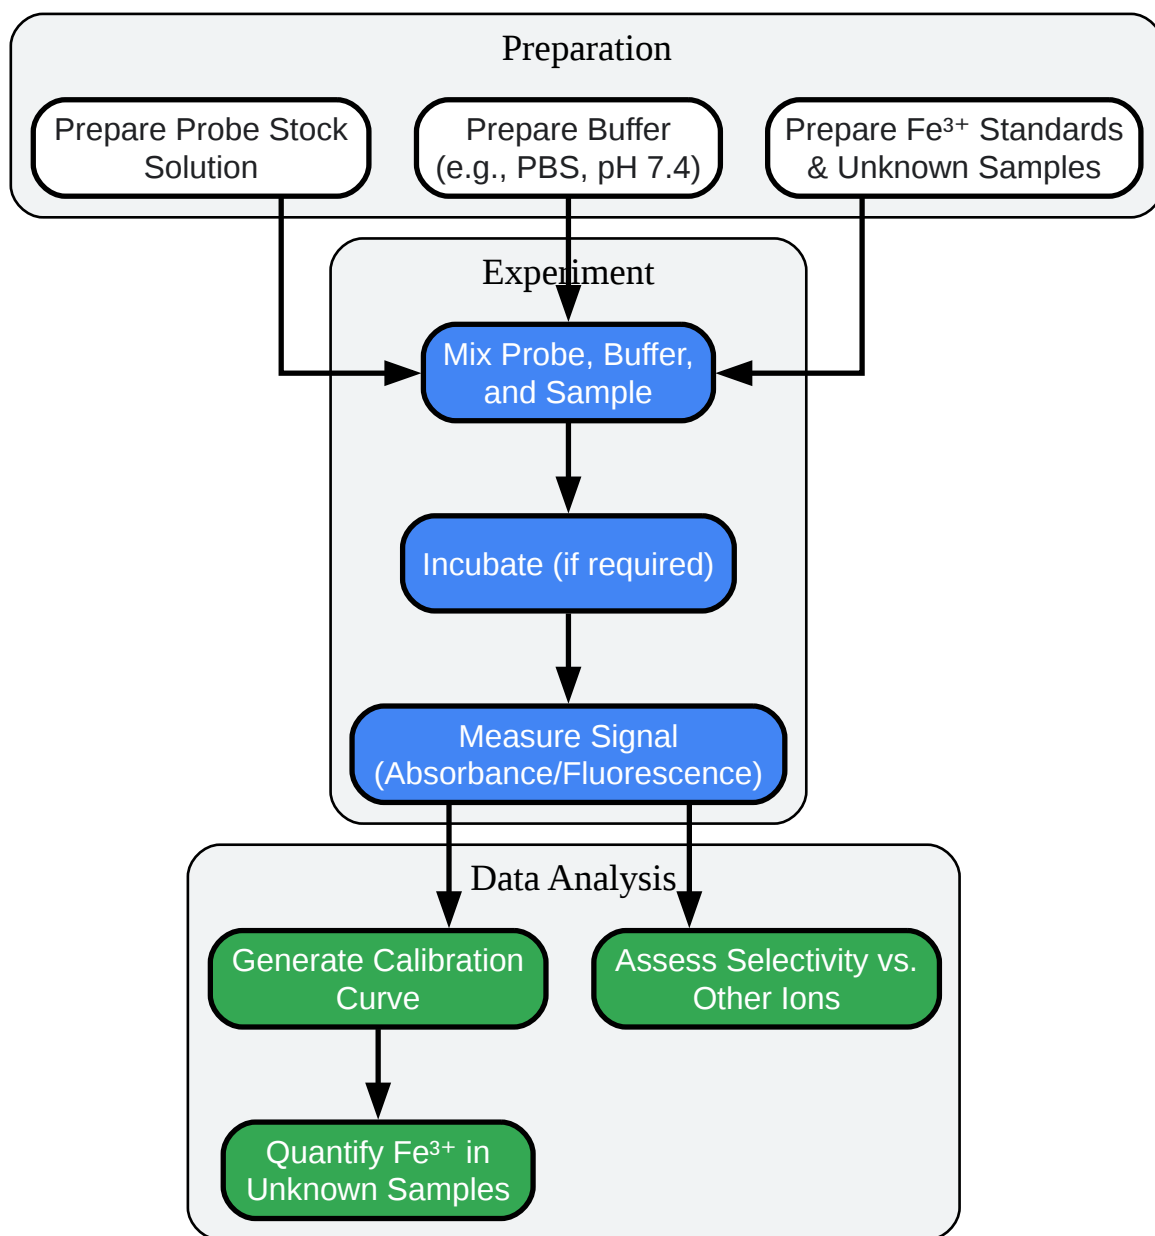 Preparation
Prepare Probe Stock
Solution
Prepare Buffer
(e.g., PBS, pH 7.4)
Prepare Fe³⁺ Standards
& Unknown Samples
Experiment
Mix Probe, Buffer,
and Sample
Incubate (if required)
Measure Signal
(Absorbance/Fluorescence)
Data Analysis
Generate Calibration
Curve
Assess Selectivity vs.
Other Ions
Quantify Fe³⁺ in
Unknown Samples